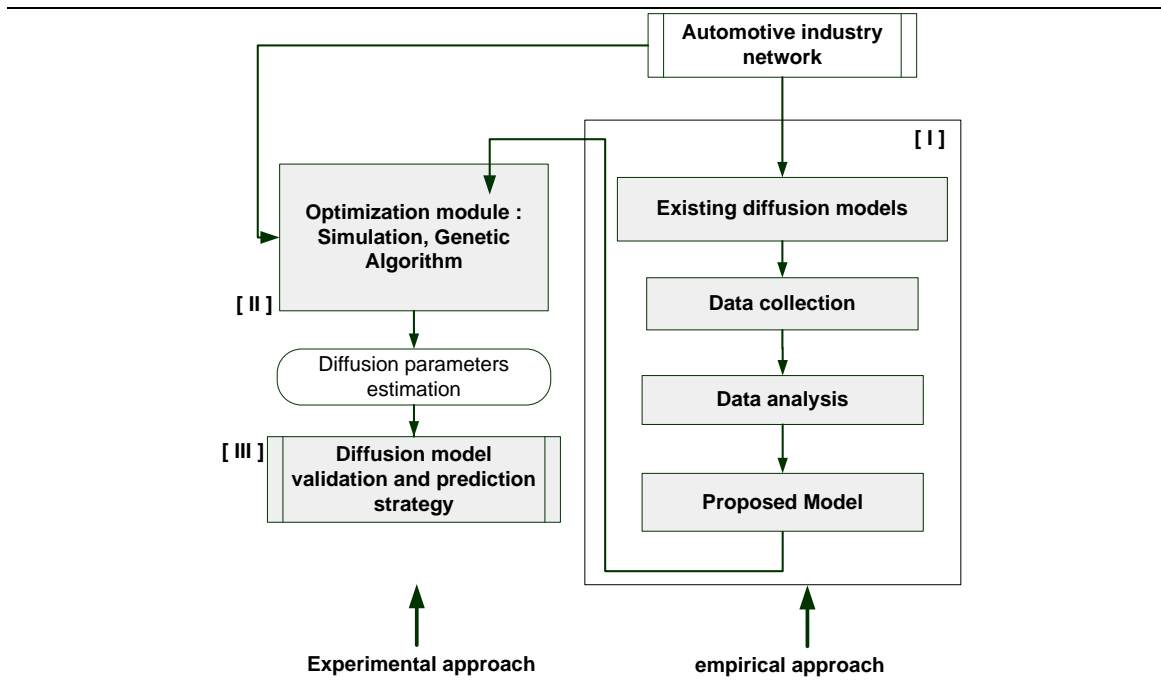 Automotive industry
network
[ I ]
Existing diffusion models
Optimization module :
Simulation, Genetic
Algorithm
Data collection
[ II ]
Diffusion parameters
estimation
Data analysis
[ III ]
Diffusion model
validation and prediction
strategy
Proposed Model
Experimental approach
empirical approach